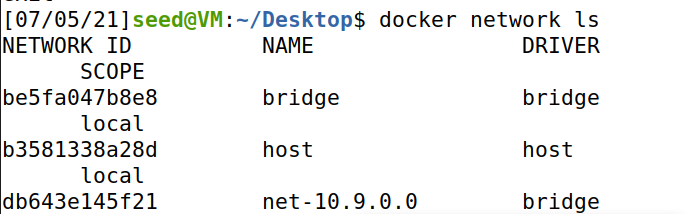 [07/05/21]seed@VM:~/Desktop$ docker network ls
NETWORK ID          NAME                DRIVER
      SCOPE
be5fa047b8e8        bridge              bridge
      local
b3581338a28d        host                host
      local
db643e145f21        net-10.9.0.0        bridge